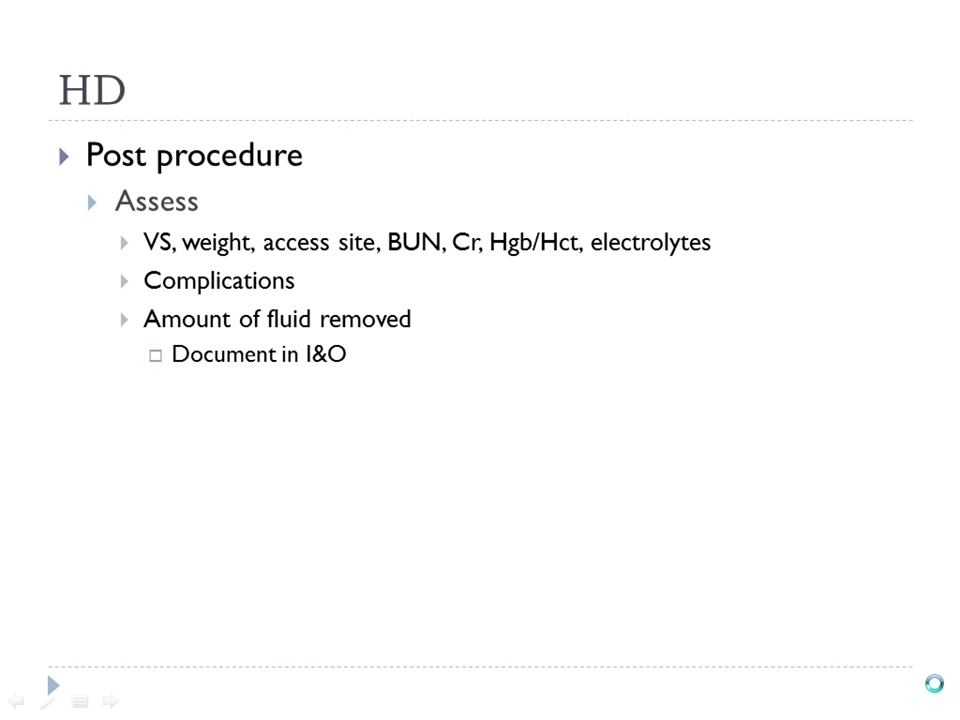 HD
Post procedure
Assess
VS, weight, access site, BUN, Cr, Hgb/Hct, electrolytes
Complications
Amount of fluid removed
Document in I&O